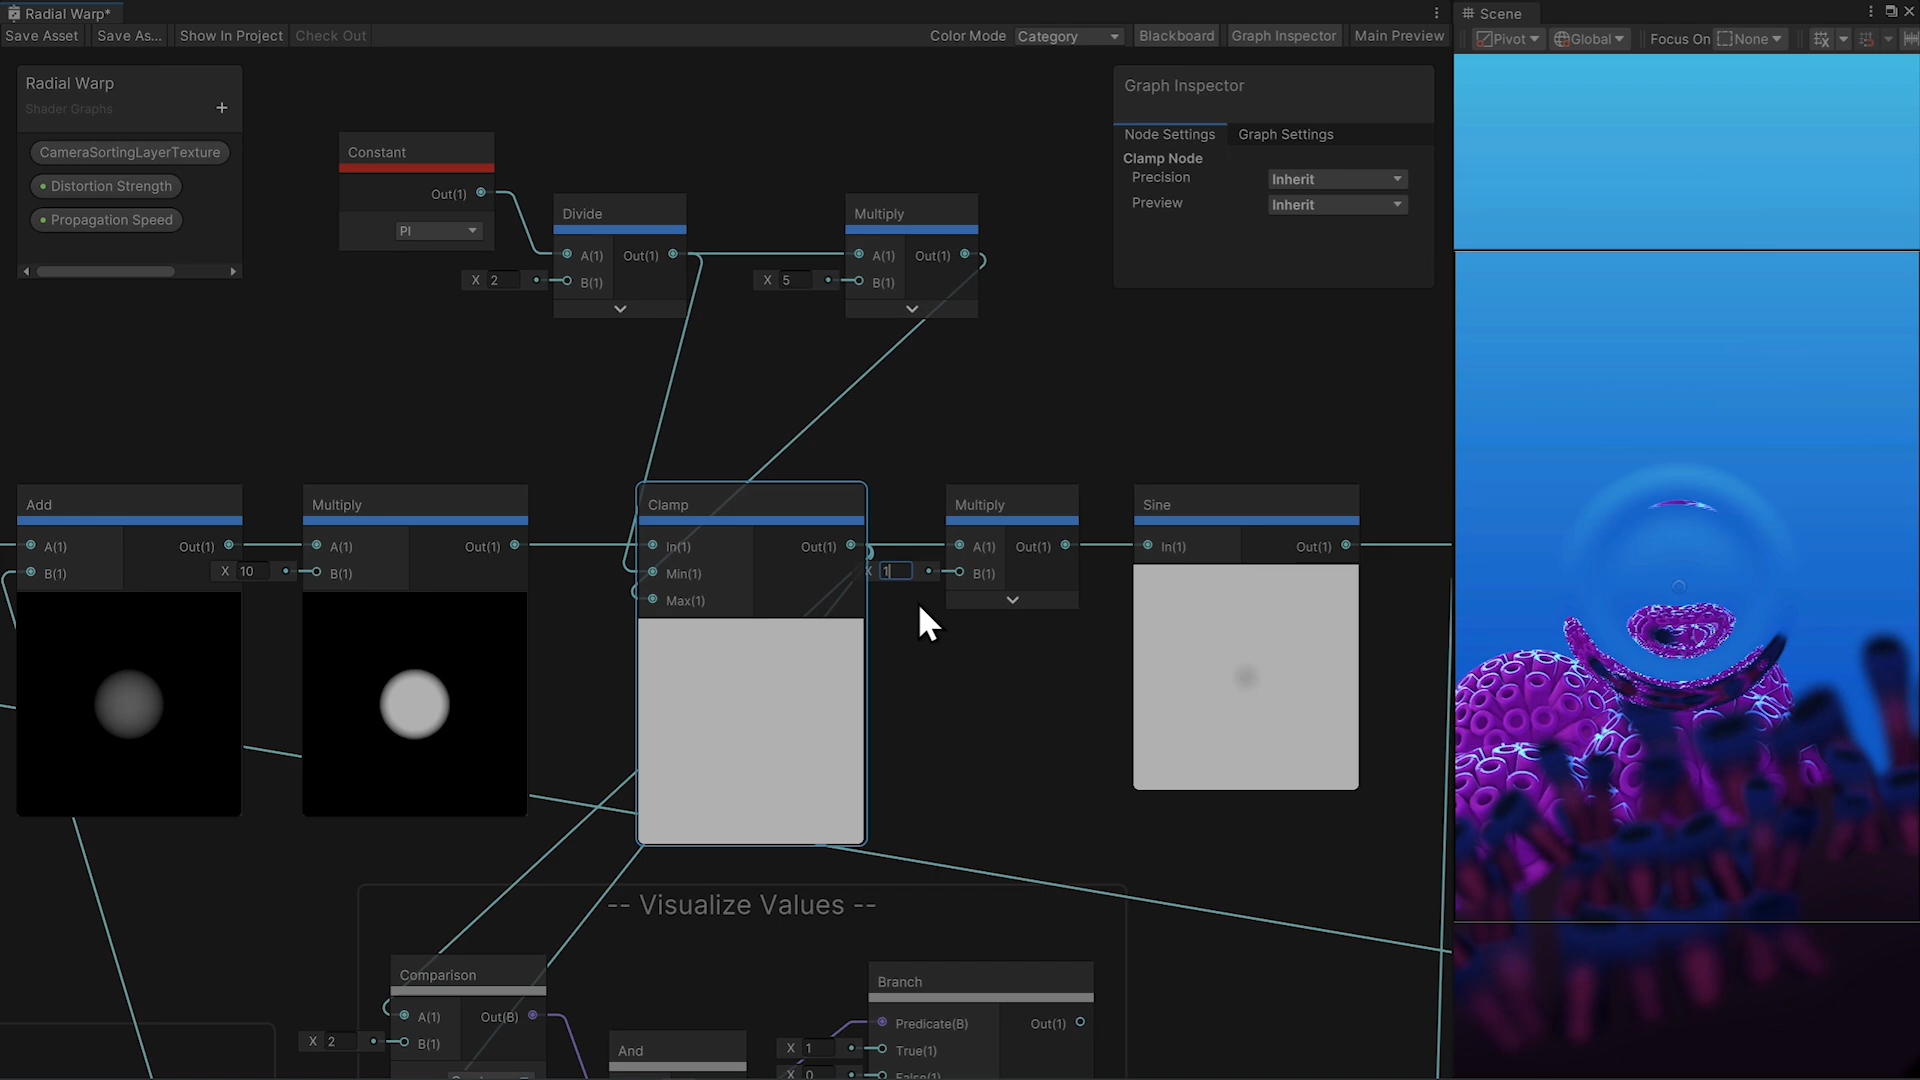 Radial Warp*
Save Asset
Save As...
Show In Project
Check Out
Color Mode
Category
Blackboard
Graph Inspector
Main Preview
Scene
Pivot
Global
Focus On
None
Radial Warp
Shader Graphs
+
CameraSortingLayerTexture
Distortion Strength
Propagation Speed
Constant
Out(1)
PI
Divide
A(1)
Out(1)
X 2
B(1)
Multiply
A(1)
Out(1)
X 5
B(1)
Graph Inspector
Node Settings
Graph Settings
Clamp Node
Precision
Inherit
Preview
Inherit
Add
A(1)
Out(1)
B(1)
Multiply
A(1)
Out(1)
X 10
B(1)
Clamp
In(1)
Out(1)
Min(1)
Max(1)
Multiply
A(1)
Out(1)
X 1
B(1)
Sine
In(1)
Out(1)
-- Visualize Values --
Comparison
A(1)
Out(B)
X 2
B(1)
And
Branch
Predicate(B)
Out(1)
X 1
True(1)
X 0
False(1)